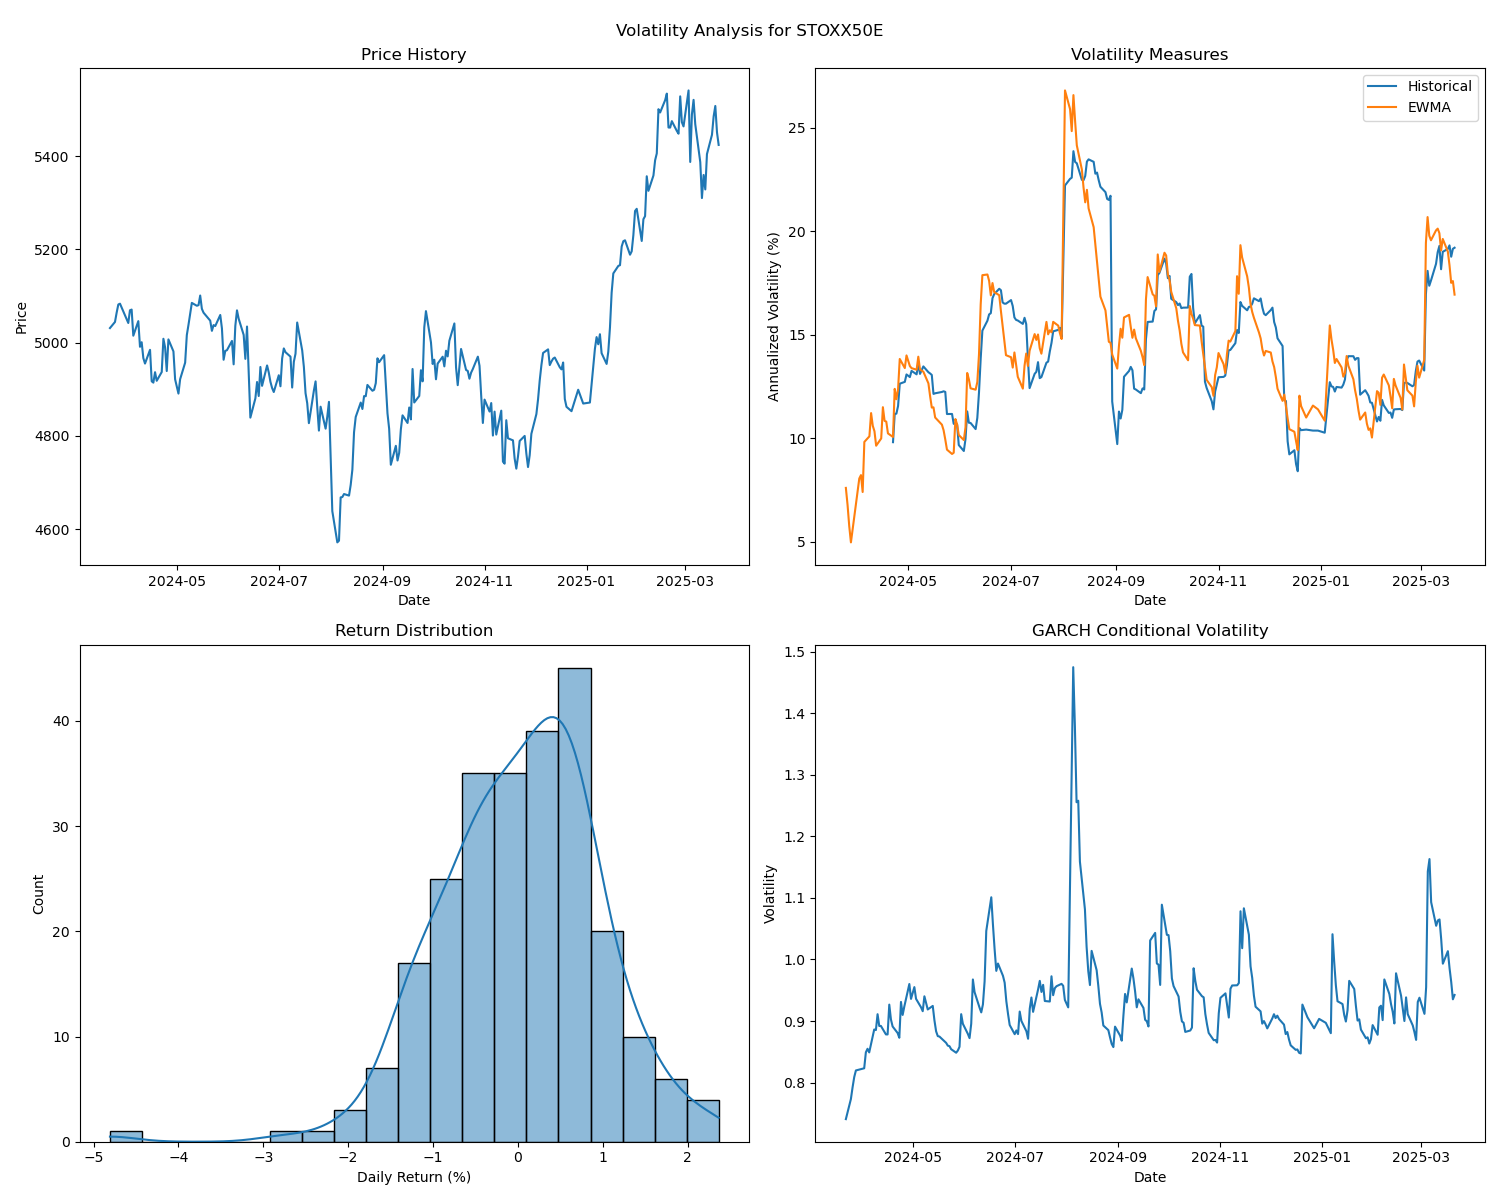 Volatility Analysis for STOXX50E
Price History
Price
5400
5200
5000
4800
4600
2024-05 2024-07 2024-09 2024-11 2025-01 2025-03
Date
Volatility Measures
Historical
EWMA
Annualized Volatility (%)
25
20
15
10
5
2024-05 2024-07 2024-09 2024-11 2025-01 2025-03
Date
Return Distribution
Count
40
30
20
10
0
−5 −4 −3 −2 −1 0 1 2
Daily Return (%)
GARCH Conditional Volatility
Volatility
1.5
1.4
1.3
1.2
1.1
1.0
0.9
0.8
2024-05 2024-07 2024-09 2024-11 2025-01 2025-03
Date